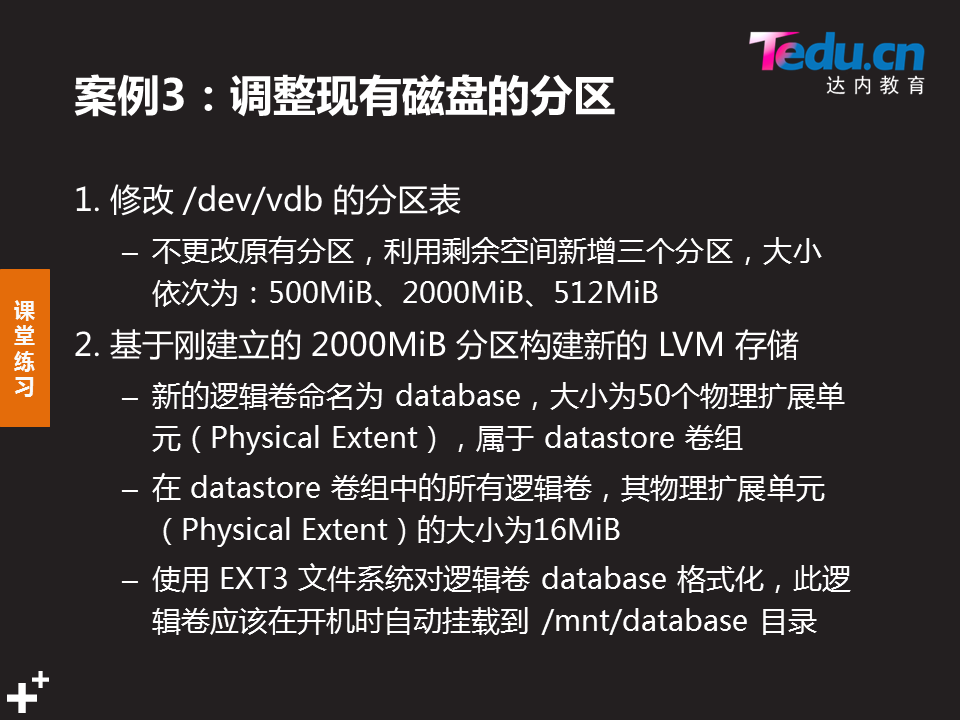 Tedu.cn
达内教育
案例3：调整现有磁盘的分区
1. 修改 /dev/vdb 的分区表
– 不更改原有分区，利用剩余空间新增三个分区，大小
依次为：500MiB、2000MiB、512MiB
2. 基于刚建立的 2000MiB 分区构建新的 LVM 存储
– 新的逻辑卷命名为 database，大小为50个物理扩展单
元（Physical Extent），属于 datastore 卷组
– 在 datastore 卷组中的所有逻辑卷，其物理扩展单元
（Physical Extent）的大小为16MiB
– 使用 EXT3 文件系统对逻辑卷 database 格式化，此逻
辑卷应该在开机时自动挂载到 /mnt/database 目录
课
堂
练
习